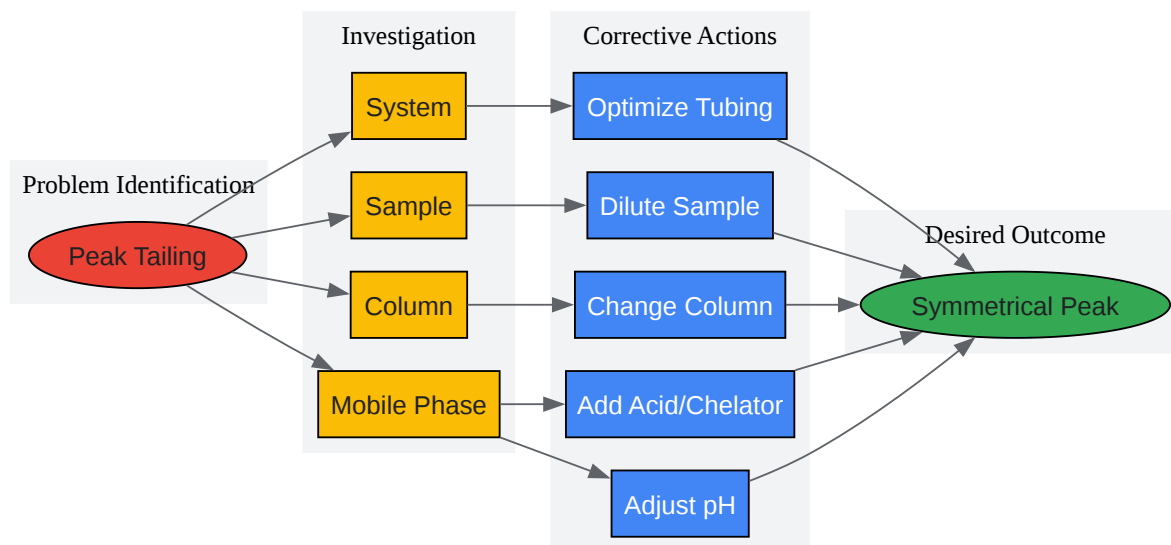 Problem Identification
Peak Tailing
Investigation
System
Sample
Column
Mobile Phase
Corrective Actions
Optimize Tubing
Dilute Sample
Change Column
Add Acid/Chelator
Adjust pH
Desired Outcome
Symmetrical Peak